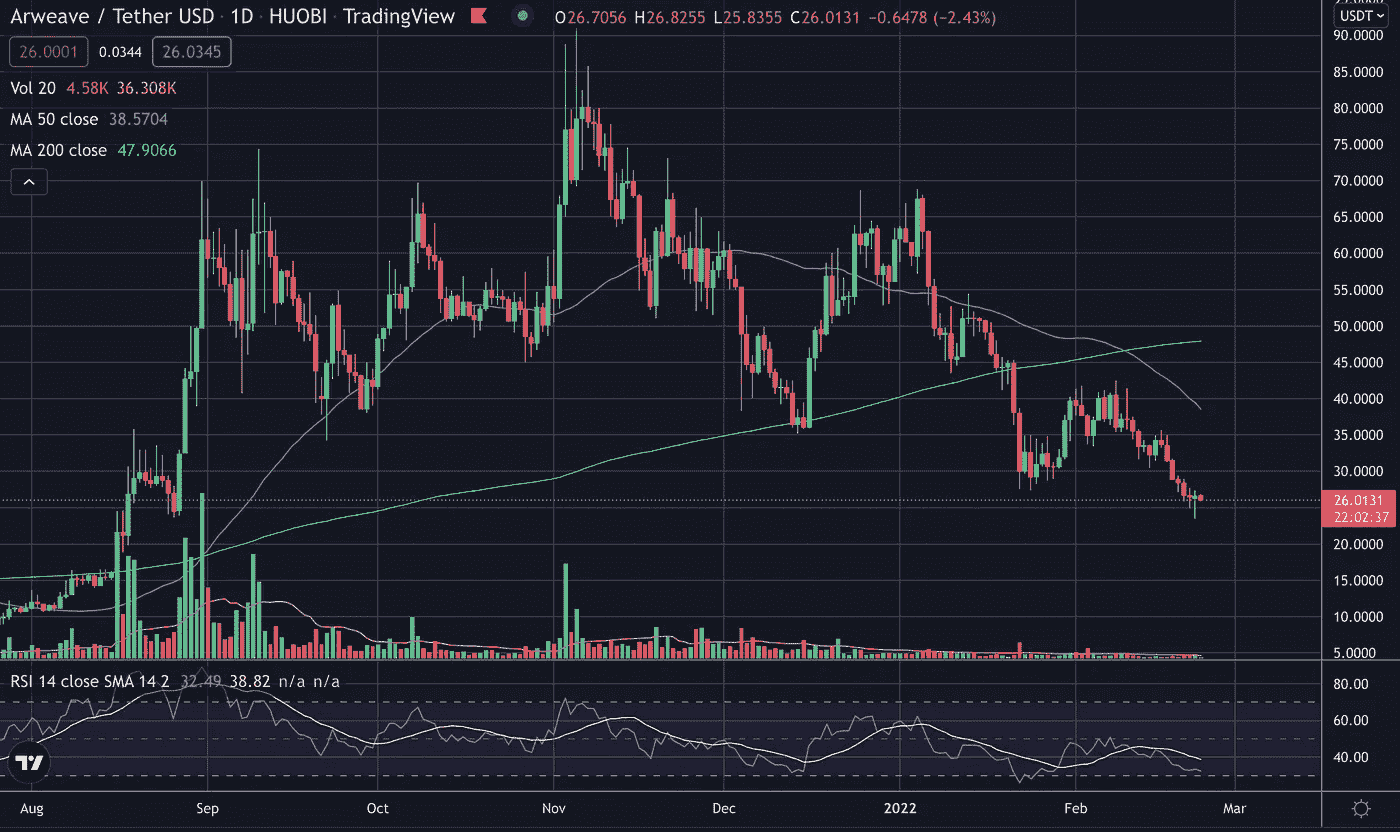 Arweave / Tether USD · 1D · HUOBI · TradingView O26.7056 H26.8255 L25.8355 C26.0131 −0.6478 (−2.43%)
USDT
26.0001 0.0344 26.0345
Vol 20 4.58K 36.308K
MA 50 close 38.5704
MA 200 close 47.9066
90.0000
85.0000
80.0000
75.0000
70.0000
65.0000
60.0000
55.0000
50.0000
45.0000
40.0000
35.0000
30.0000
26.0131
22:02:37
20.0000
15.0000
10.0000
5.0000
RSI 14 close SMA 14 2 32.49 38.82 n/a n/a
80.00
60.00
40.00
Aug Sep Oct Nov Dec 2022 Feb Mar